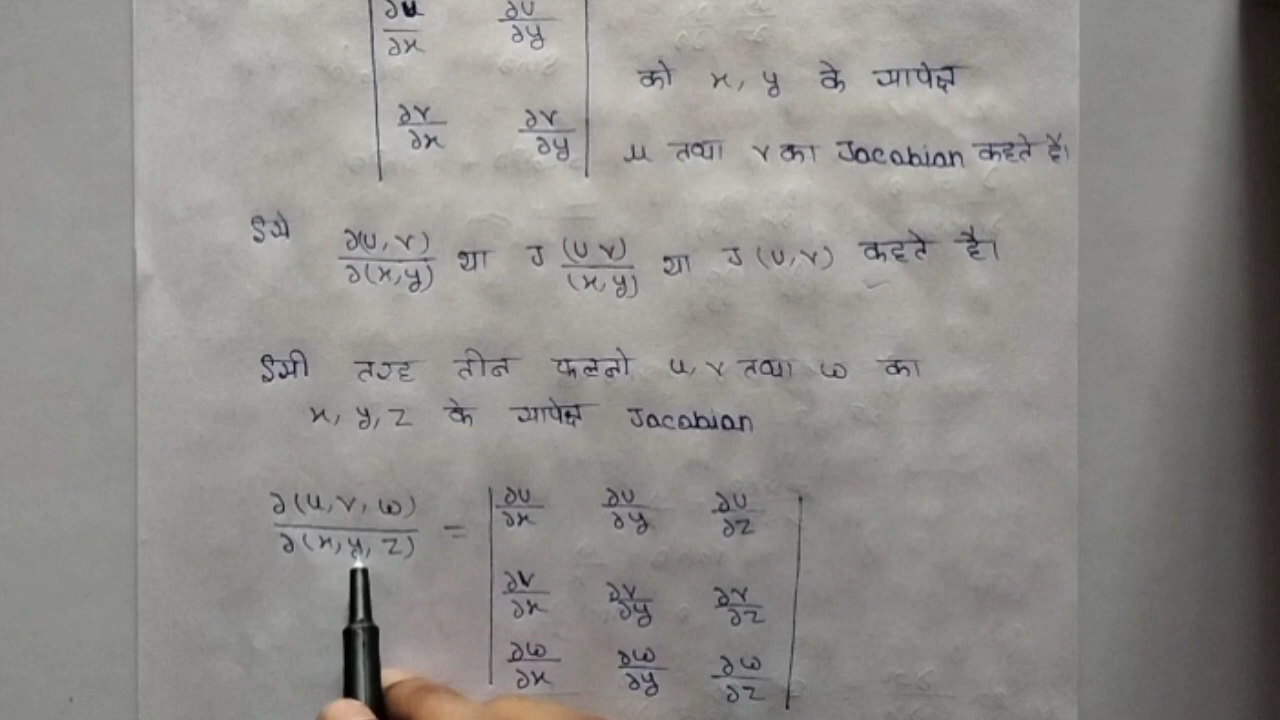 ∂u/∂x ∂u/∂y
को x, y के सापेक्ष
∂v/∂x ∂v/∂y
u तथा v का Jacobian कहते है।
इसे ∂(u,v)/∂(x,y) या J (u v)/(x,y) या J (u,v) कहते है।
इसी तरह तीन फलनो u, v तथा w का
x, y, z के सापेक्ष Jacobian
∂(u,v,w)/∂(x,y,z) = | ∂u/∂x ∂u/∂y ∂u/∂z |
∂v/∂x ∂v/∂y ∂v/∂z
∂w/∂x ∂w/∂y ∂w/∂z